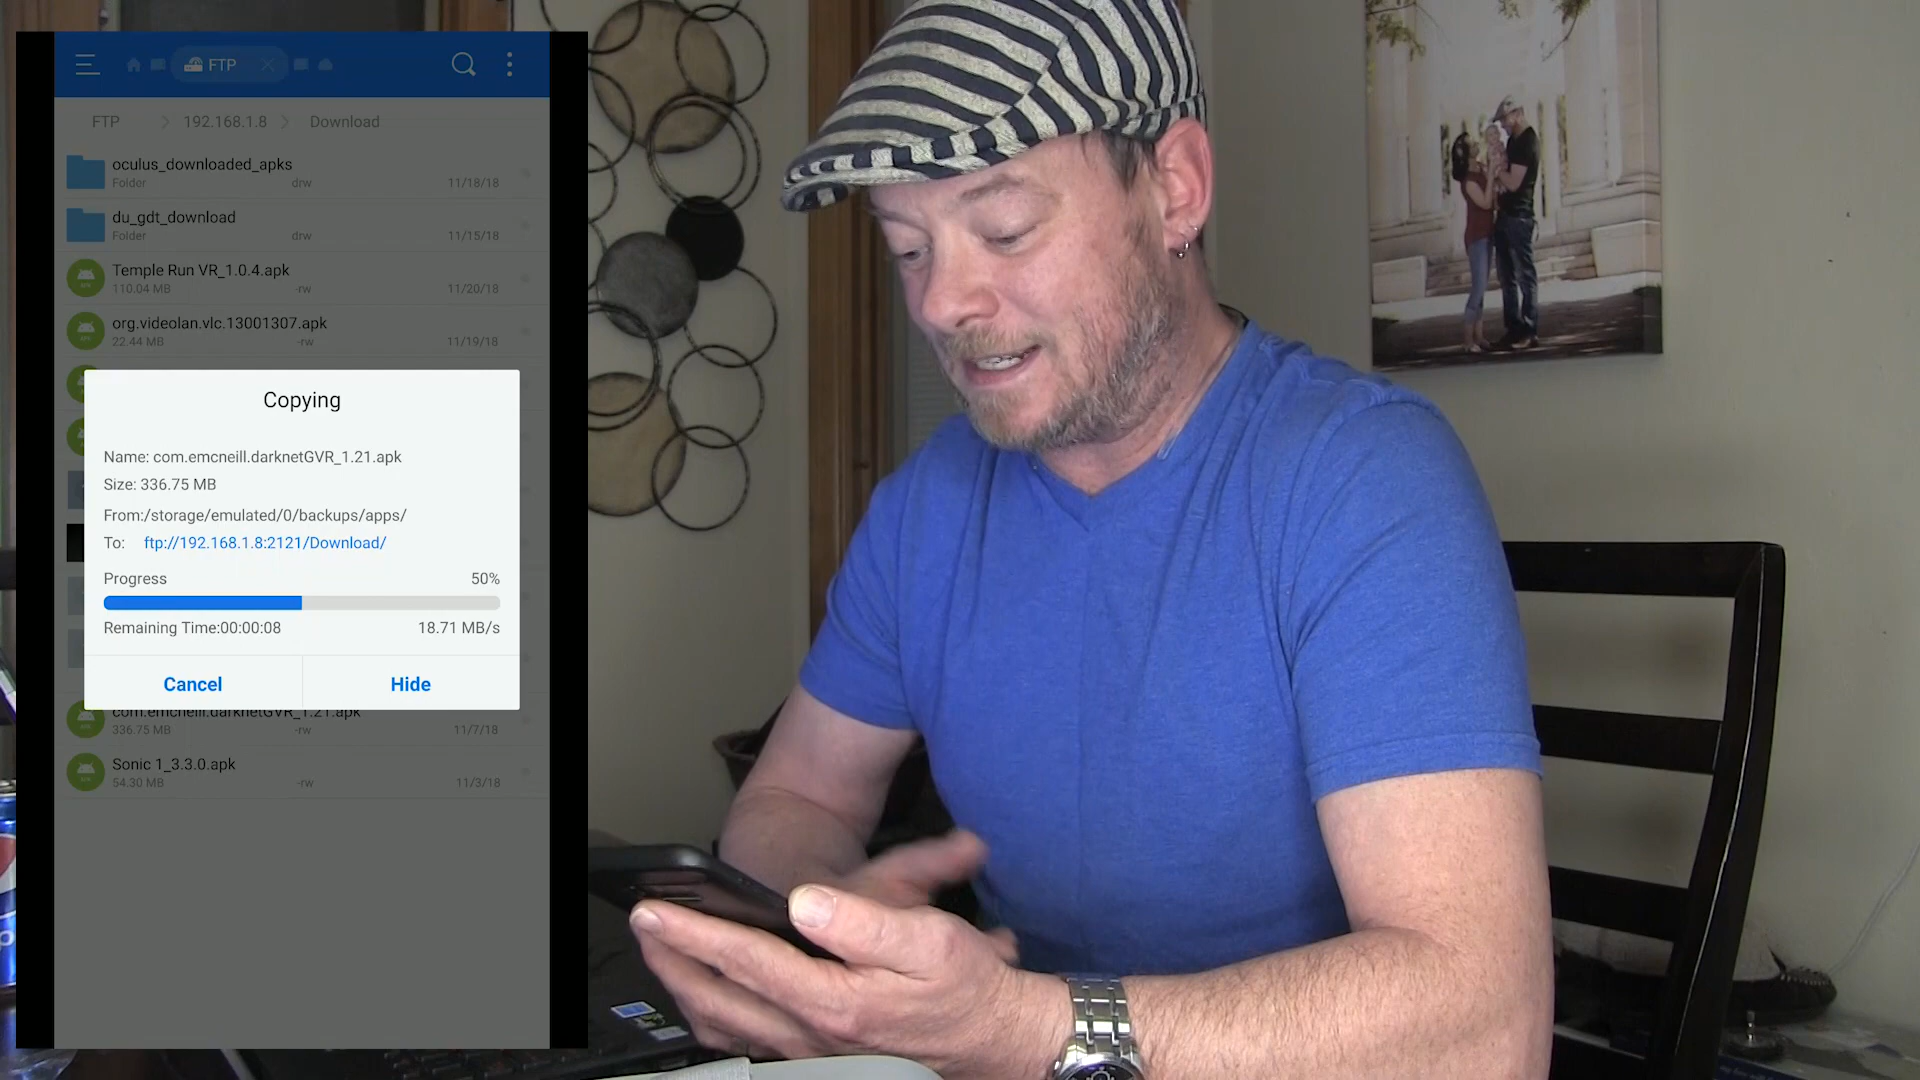 FTP
FTP 192.168.1.8 Download
oculus_downloaded_apks
Folder drw 11/18/18
du_gdt_download
Folder drw 11/15/18
Temple Run VR_1.0.4.apk
110.04 MB -rw 11/20/18
org.videolan.vlc.13001307.apk
22.44 MB -rw 11/19/18
Copying
Name: com.emcneill.darknetGVR_1.21.apk
Size: 336.75 MB
From:/storage/emulated/0/backups/apps/
To: ftp://192.168.1.8:2121/Download/
Progress 50%
Remaining Time:00:00:08 18.71 MB/s
Cancel Hide
com.emcneill.darknetGVR_1.21.apk
336.75 MB -rw 11/7/18
Sonic 1_3.3.0.apk
54.30 MB -rw 11/3/18